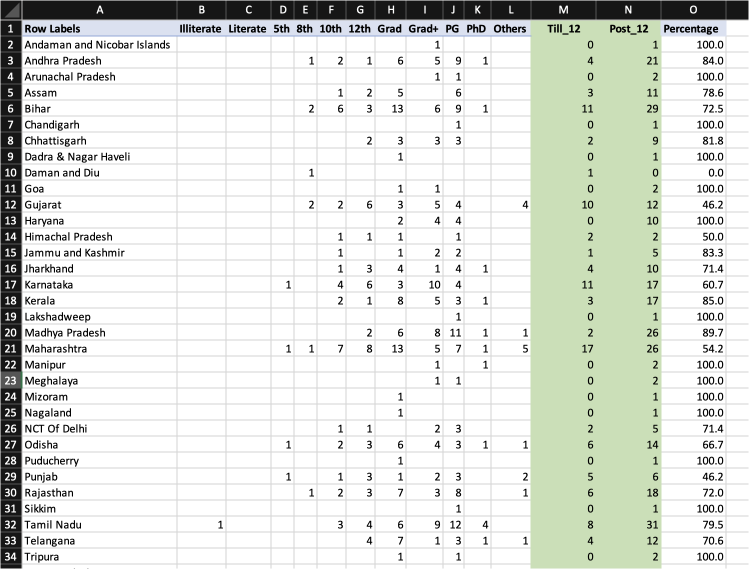 A B C D E F G H I J K L M N O
1 Row Labels Illiterate Literate 5th 8th 10th 12th Grad Grad+ PG PhD Others Till_12 Post_12 Percentage
2 Andaman and Nicobar Islands 1 0 1 100.0
3 Andhra Pradesh 1 2 1 6 5 9 1 4 21 84.0
4 Arunachal Pradesh 1 1 0 2 100.0
5 Assam 1 2 5 6 3 11 78.6
6 Bihar 2 6 3 13 6 9 1 11 29 72.5
7 Chandigarh 1 0 1 100.0
8 Chhattisgarh 2 3 3 3 2 9 81.8
9 Dadra & Nagar Haveli 1 0 1 100.0
10 Daman and Diu 1 1 0 0.0
11 Goa 1 1 0 2 100.0
12 Gujarat 2 2 6 3 5 4 4 10 12 46.2
13 Haryana 2 4 4 0 10 100.0
14 Himachal Pradesh 1 1 1 1 2 2 50.0
15 Jammu and Kashmir 1 1 2 2 1 5 83.3
16 Jharkhand 1 3 4 1 4 1 4 10 71.4
17 Karnataka 1 4 6 3 10 4 11 17 60.7
18 Kerala 2 1 8 5 3 1 3 17 85.0
19 Lakshadweep 1 0 1 100.0
20 Madhya Pradesh 2 6 8 11 1 1 2 26 89.7
21 Maharashtra 1 1 7 8 13 5 7 1 5 17 26 54.2
22 Manipur 1 1 0 2 100.0
23 Meghalaya 1 1 0 2 100.0
24 Mizoram 1 0 1 100.0
25 Nagaland 1 0 1 100.0
26 NCT Of Delhi 1 1 2 3 2 5 71.4
27 Odisha 1 2 3 6 4 3 1 1 6 14 66.7
28 Puducherry 1 0 1 100.0
29 Punjab 1 1 3 1 2 3 2 5 6 46.2
30 Rajasthan 1 2 3 7 3 8 1 6 18 72.0
31 Sikkim 1 0 1 100.0
32 Tamil Nadu 1 3 4 6 9 12 4 8 31 79.5
33 Telangana 4 7 1 3 1 1 4 12 70.6
34 Tripura 1 1 0 2 100.0